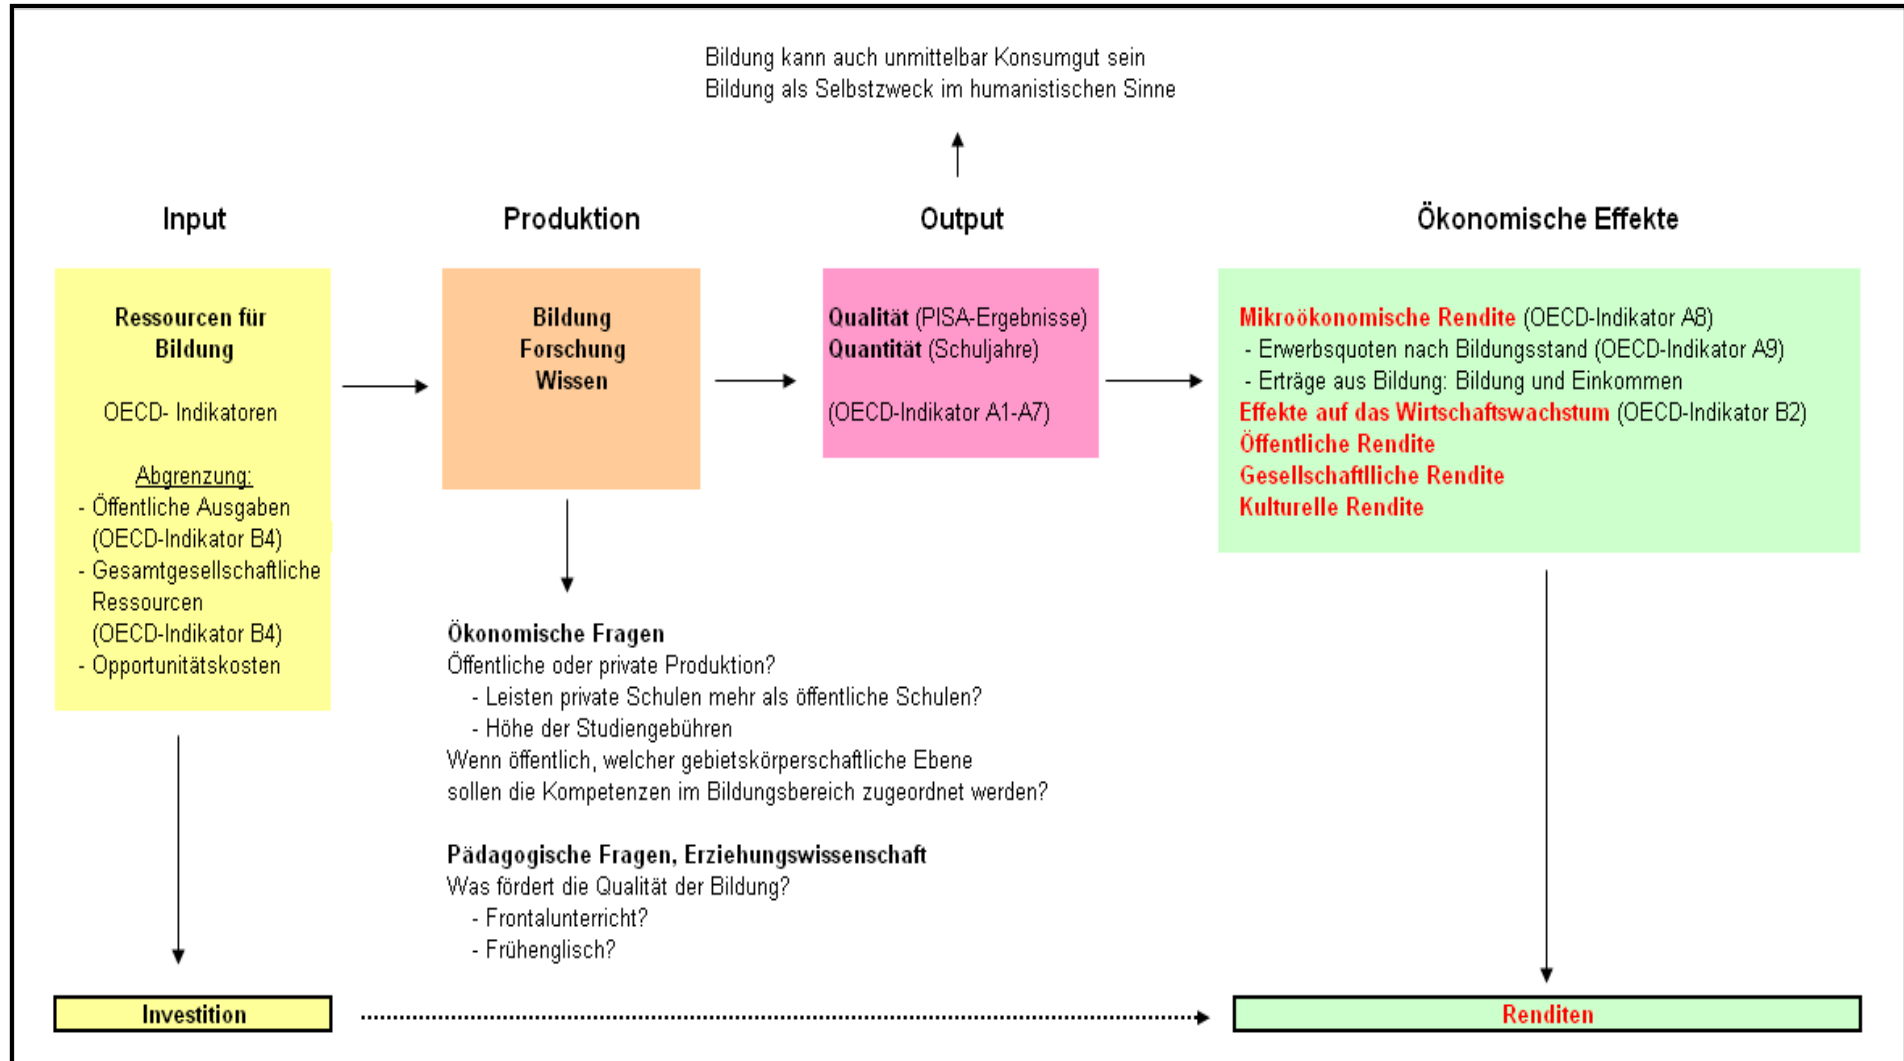 Bildung kann auch unmittelbar Konsumgut sein
Bildung als Selbstzweck im humanistischen Sinne
Input
Produktion
Output
Ökonomische Effekte
Ressourcen für
Bildung
OECD- Indikatoren
Abgrenzung:
- Öffentliche Ausgaben
(OECD-Indikator B4)
- Gesamtgesellschaftliche
Ressourcen
(OECD-Indikator B4)
- Opportunitätskosten
Bildung
Forschung
Wissen
Qualität (PISA-Ergebnisse)
Quantität (Schuljahre)
(OECD-Indikator A1-A7)
Mikroökonomische Rendite (OECD-Indikator A8)
- Erwerbsquoten nach Bildungsstand (OECD-Indikator A9)
- Erträge aus Bildung: Bildung und Einkommen
Effekte auf das Wirtschaftswachstum (OECD-Indikator B2)
Öffentliche Rendite
Gesellschaftlliche Rendite
Kulturelle Rendite
Ökonomische Fragen
Öffentliche oder private Produktion?
- Leisten private Schulen mehr als öffentliche Schulen?
- Höhe der Studiengebühren
Wenn öffentlich, welcher gebietskörperschaftliche Ebene
sollen die Kompetenzen im Bildungsbereich zugeordnet werden?
Pädagogische Fragen, Erziehungswissenschaft
Was fördert die Qualität der Bildung?
- Frontalunterricht?
- Frühenglisch?
Investition
Renditen